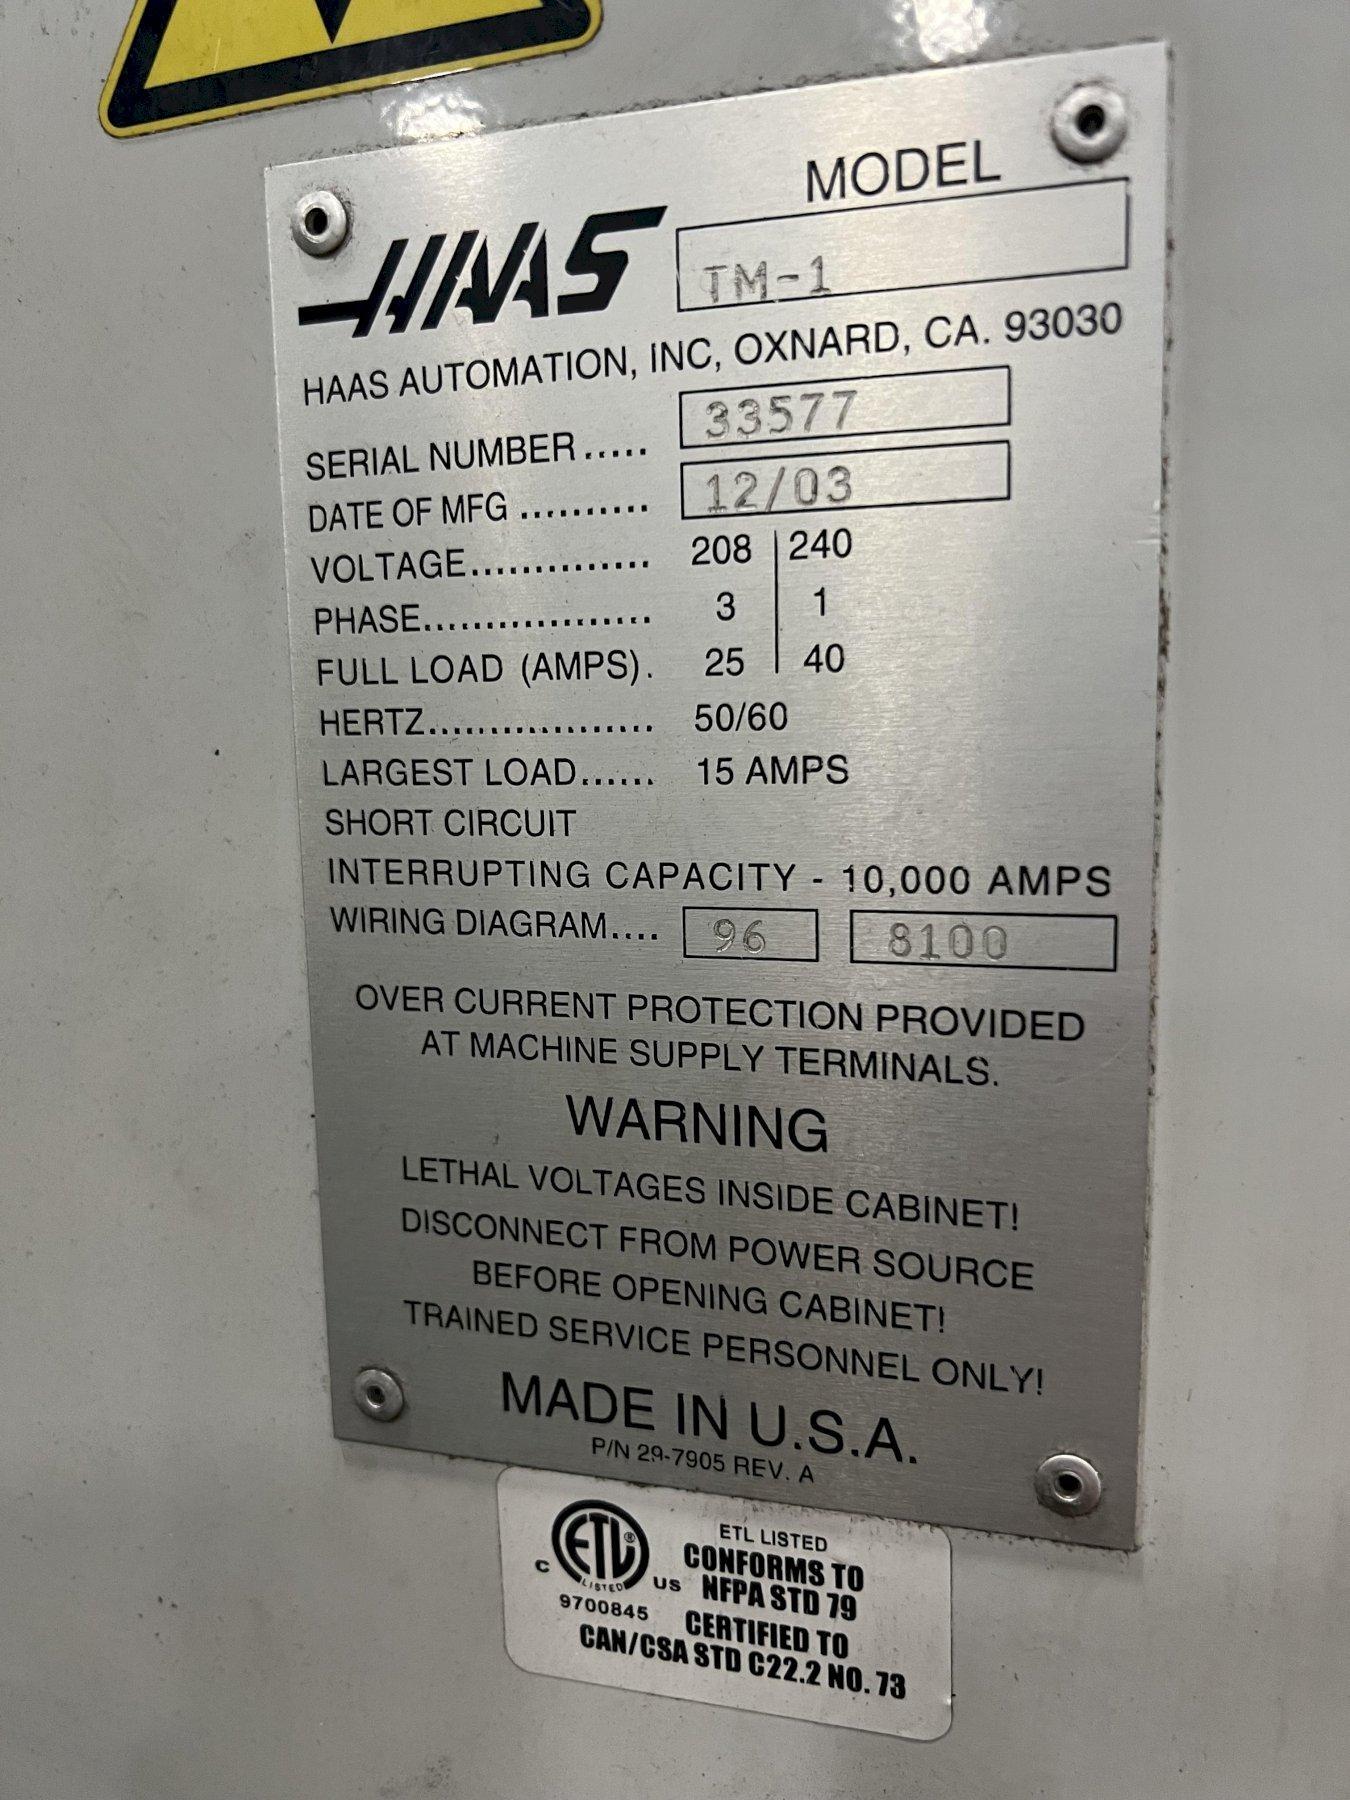 MODEL
HAAS TM-1
HAAS AUTOMATION, INC, OXNARD, CA. 93030
SERIAL NUMBER..... 33577
DATE OF MFG .......... 12/03
VOLTAGE.............. 208 | 240
PHASE.................. 3 | 1
FULL LOAD (AMPS). 25 | 40
HERTZ.................. 50/60
LARGEST LOAD...... 15 AMPS
SHORT CIRCUIT
INTERRUPTING CAPACITY - 10,000 AMPS
WIRING DIAGRAM.... 96 8100
OVER CURRENT PROTECTION PROVIDED
AT MACHINE SUPPLY TERMINALS.
WARNING
LETHAL VOLTAGES INSIDE CABINET!
DISCONNECT FROM POWER SOURCE
BEFORE OPENING CABINET!
TRAINED SERVICE PERSONNEL ONLY!
MADE IN U.S.A.
P/N 29-7905 REV. A
ETL LISTED
CONFORMS TO
NFPA STD 79
C ETL® LISTED US
9700845
CERTIFIED TO
CAN/CSA STD C22.2 NO. 73